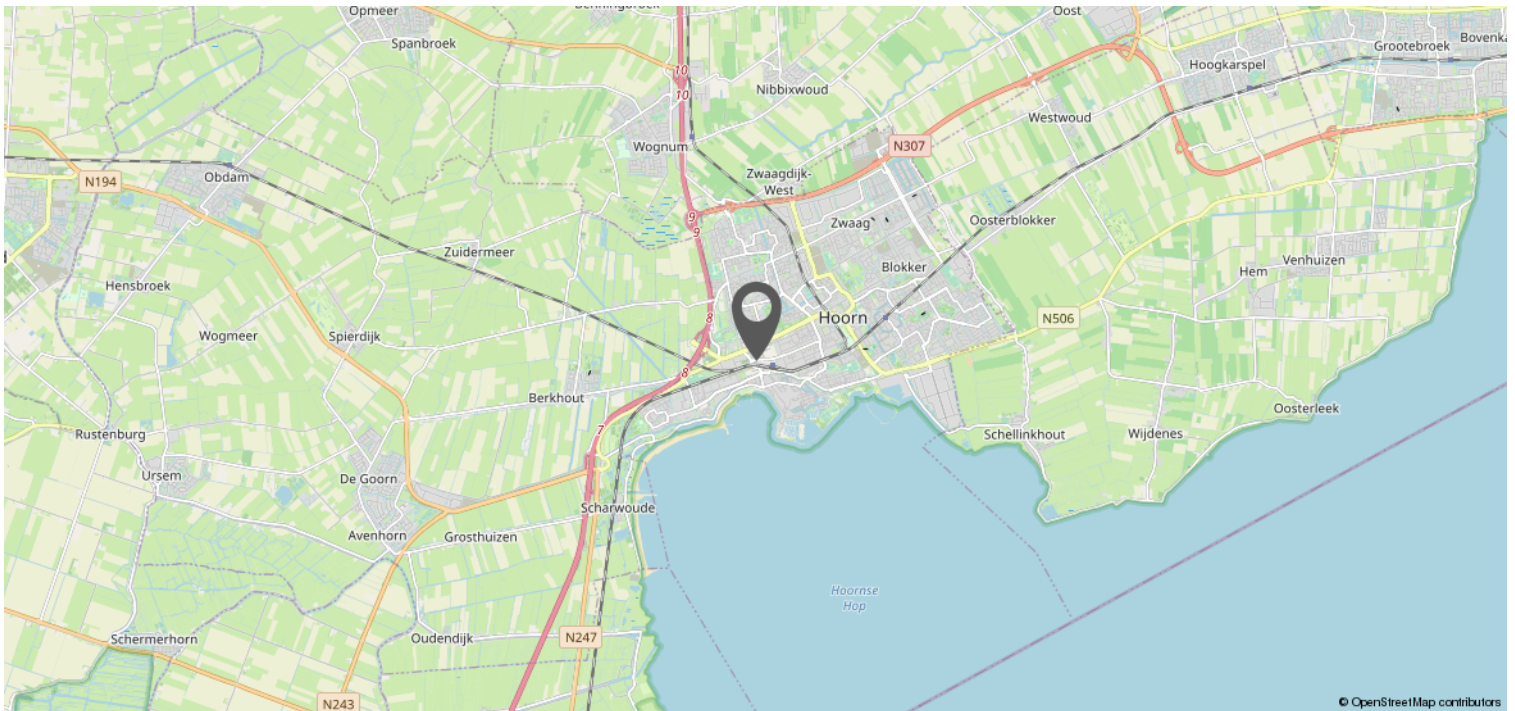 Opmeer
Oost
Spanbroek
Grootebroek
Hoogkarspel
10
10
Nibbixwoud
Westwoud
Wognum
N307
Zwaagdijk-
West
Obdam
N194
9
9
Zwaag
Oosterblokker
Zuidermeer
Venhuizen
Blokker
Hem
Hensbroek
8
Hoorn
N506
Wogmeer
Spierdijk
8
Berkhout
Oosterleek
7
Rustenburg
Schellinkhout
Wijdenes
Ursem
De Goorn
Scharwoude
Avenhorn
Grosthuizen
Hoornse
Hop
Schermerhorn
Oudendijk
N247
N243
© OpenStreetMap contributors